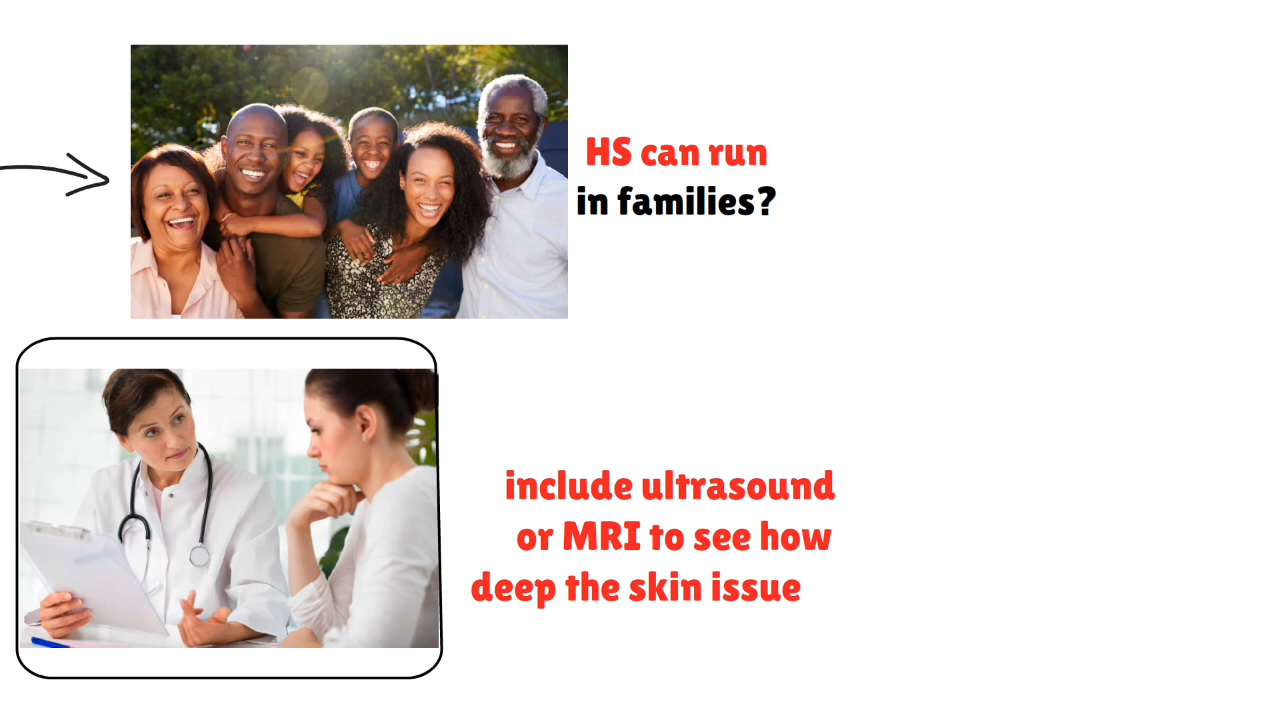 HS can run
in families?
include ultrasound
or MRI to see how
deep the skin issue